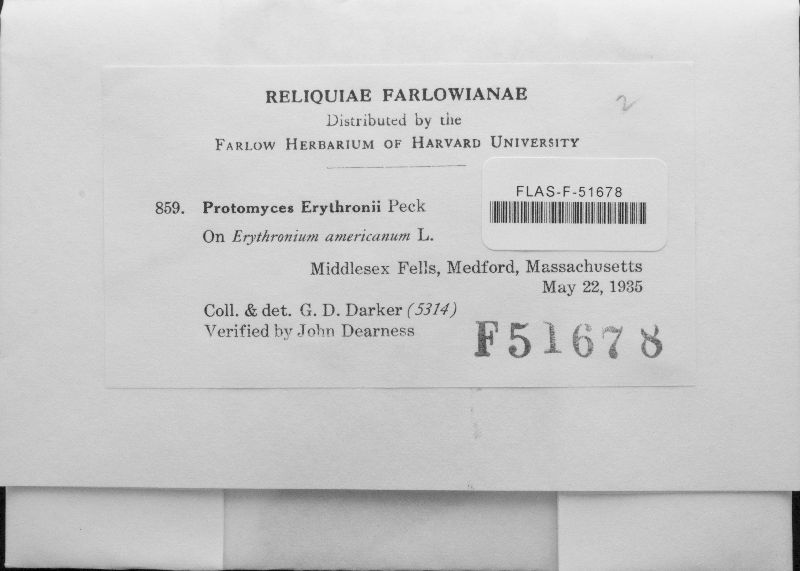 RELIQUIAE FARLOWIANAE
2
Distributed by the
FARLOW HERBARIUM OF HARVARD UNIVERSITY
FLAS-F-51678
859. Protomyces Erythronii Peck
On Erythronium americanum L.
Middlesex Fells, Medford, Massachusetts
May 22, 1935
Coll. & det. G. D. Darker (5314)
Verified by John Dearness
F51678